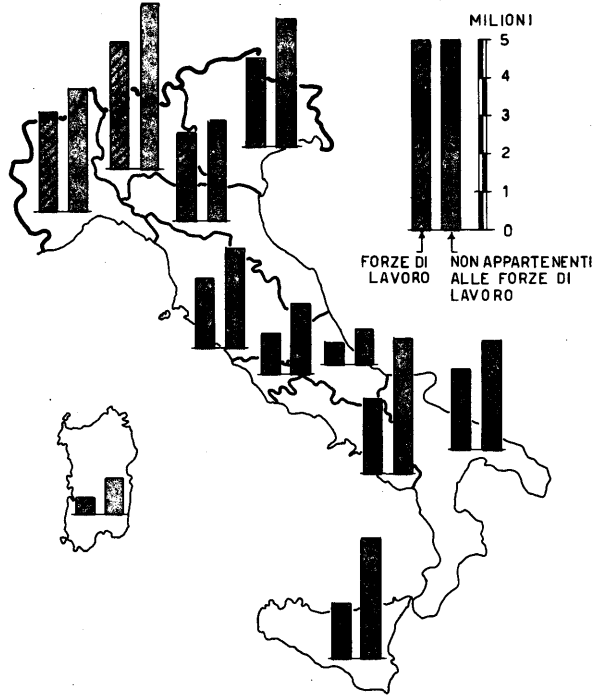 MILIONI
5
4
3
2
1
0
FORZE DI
LAVORO
NON APPARTENENTI
ALLE FORZE DI
LAVORO